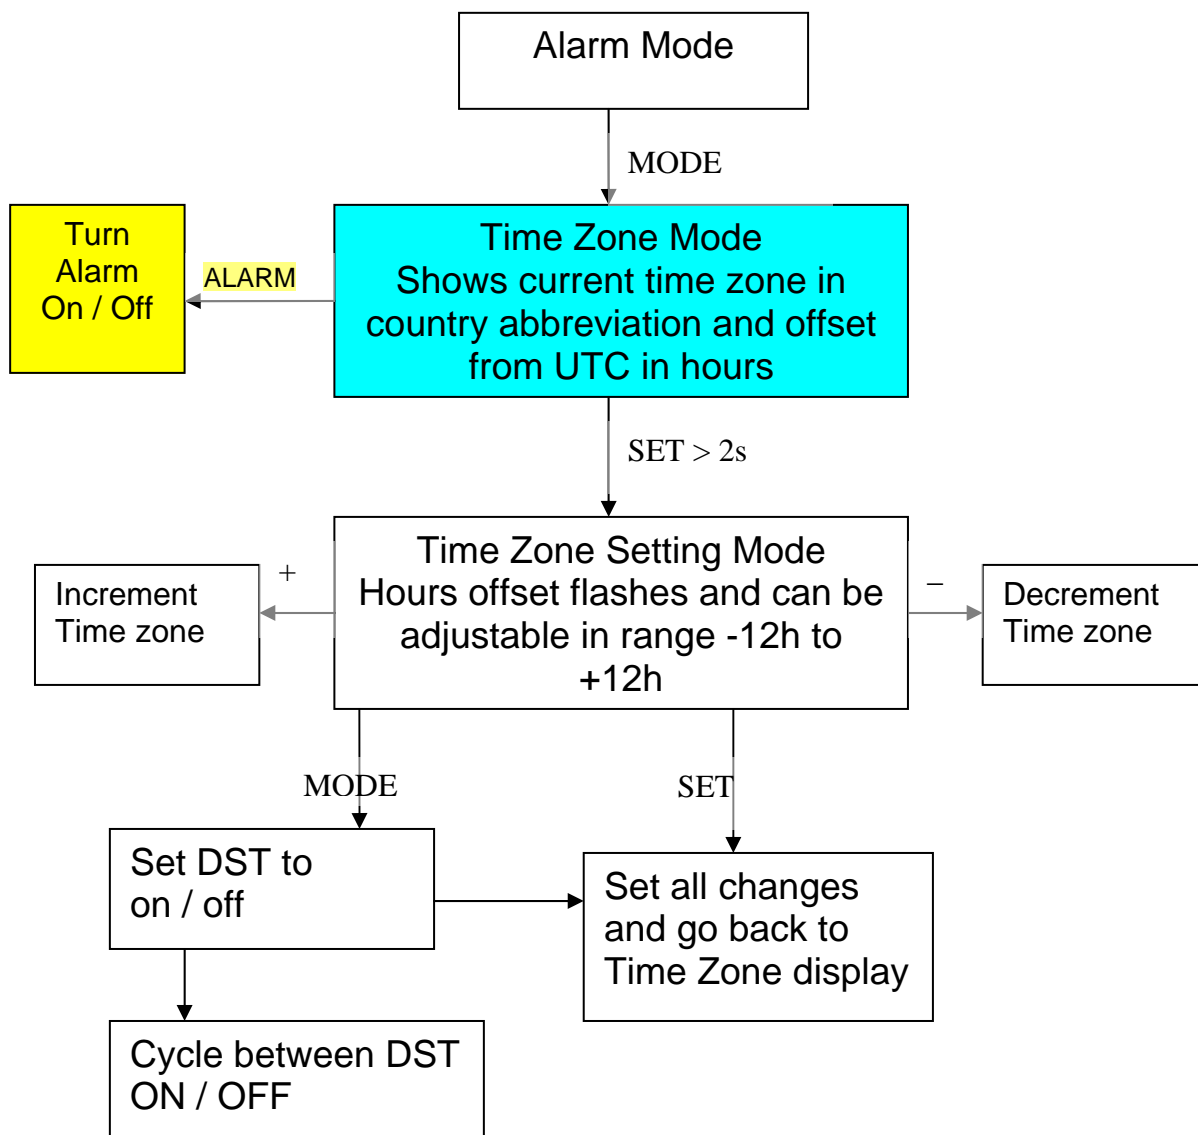 Alarm Mode
MODE
Turn
Alarm
On / Off
ALARM
Time Zone Mode
Shows current time zone in
country abbreviation and offset
from UTC in hours
SET > 2s
Increment
Time zone
+
Time Zone Setting Mode
Hours offset flashes and can be
adjustable in range -12h to
+12h
–
Decrement
Time zone
MODE
SET
Set DST to
on / off
Set all changes
and go back to
Time Zone display
Cycle between DST
ON / OFF